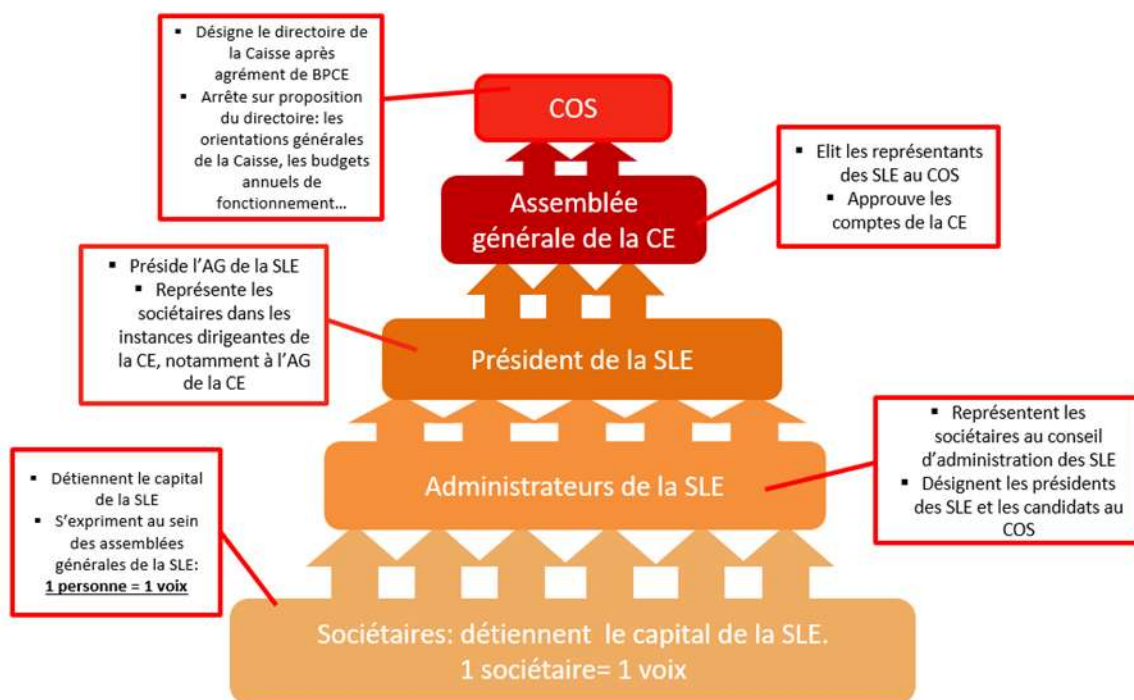 ▪ Désigne le directoire de
la Caisse après
agrément de BPCE
▪ Arrête sur proposition
du directoire: les
orientations générales
de la Caisse, les budgets
annuels de
fonctionnement…
COS
▪ Elit les représentants
des SLE au COS
▪ Approuve les
comptes de la CE
Assemblée
générale de la CE
▪ Préside l’AG de la SLE
▪ Représente les
sociétaires dans les
instances dirigeantes de
la CE, notamment à l’AG
de la CE
Président de la SLE
▪ Représentent les
sociétaires au conseil
d’administration des SLE
▪ Désignent les présidents
des SLE et les candidats au
COS
Administrateurs de la SLE
▪ Détiennent le capital
de la SLE
▪ S’expriment au sein
des assemblées
générales de la SLE:
1 personne = 1 voix
Sociétaires: détiennent le capital de la SLE.
1 sociétaire= 1 voix